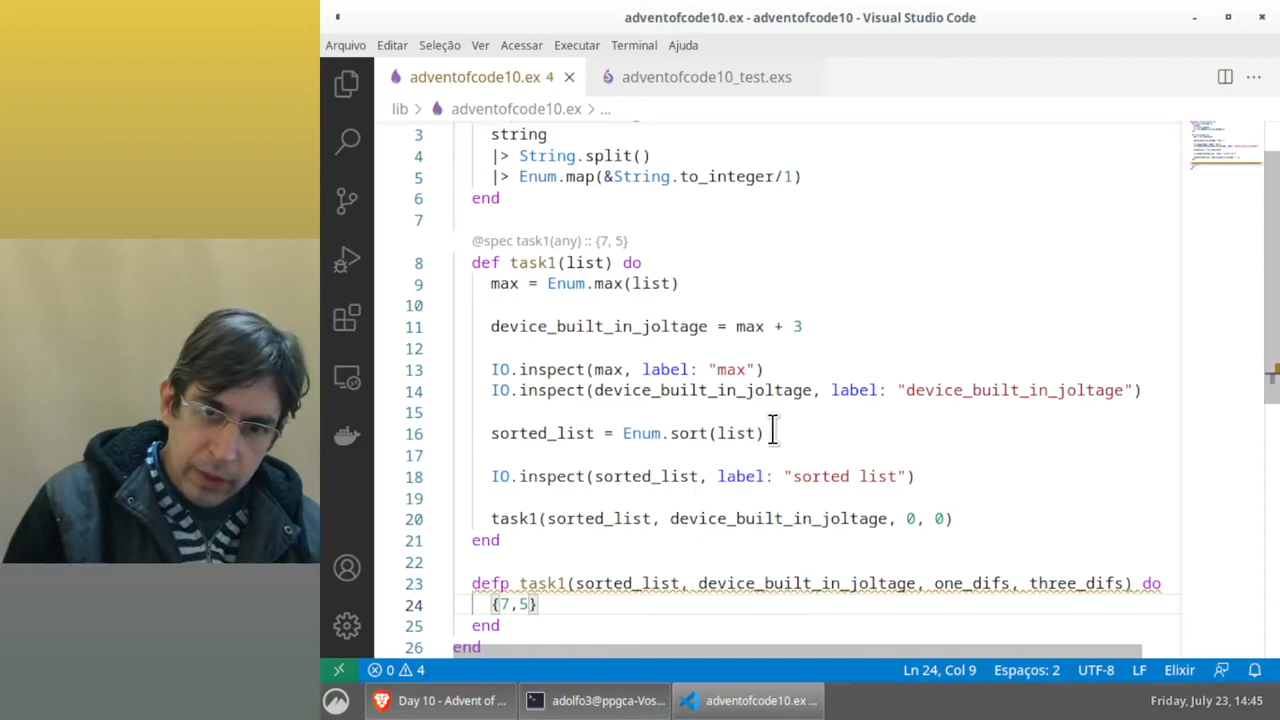 adventofcode10.ex - adventofcode10 - Visual Studio Code
Arquivo Editar Seleção Ver Acessar Executar Terminal Ajuda
adventofcode10.ex 4 adventofcode10_test.exs
lib > adventofcode10.ex > ...
3 string
4 |> String.split()
5 |> Enum.map(&String.to_integer/1)
6 end
7
@spec task1(any) :: {7, 5}
8 def task1(list) do
9 max = Enum.max(list)
10
11 device_built_in_joltage = max + 3
12
13 IO.inspect(max, label: "max")
14 IO.inspect(device_built_in_joltage, label: "device_built_in_joltage")
15
16 sorted_list = Enum.sort(list)
17
18 IO.inspect(sorted_list, label: "sorted list")
19
20 task1(sorted_list, device_built_in_joltage, 0, 0)
21 end
22
23 defp task1(sorted_list, device_built_in_joltage, one_difs, three_difs) do
24 {7,5}
25 end
26 end
0 4 Ln 24, Col 9 Espaços: 2 UTF-8 LF Elixir
Day 10 - Advent of ... adolfo3@ppgca-Vos... adventofcode10.ex ... Friday, July 23, 14:45